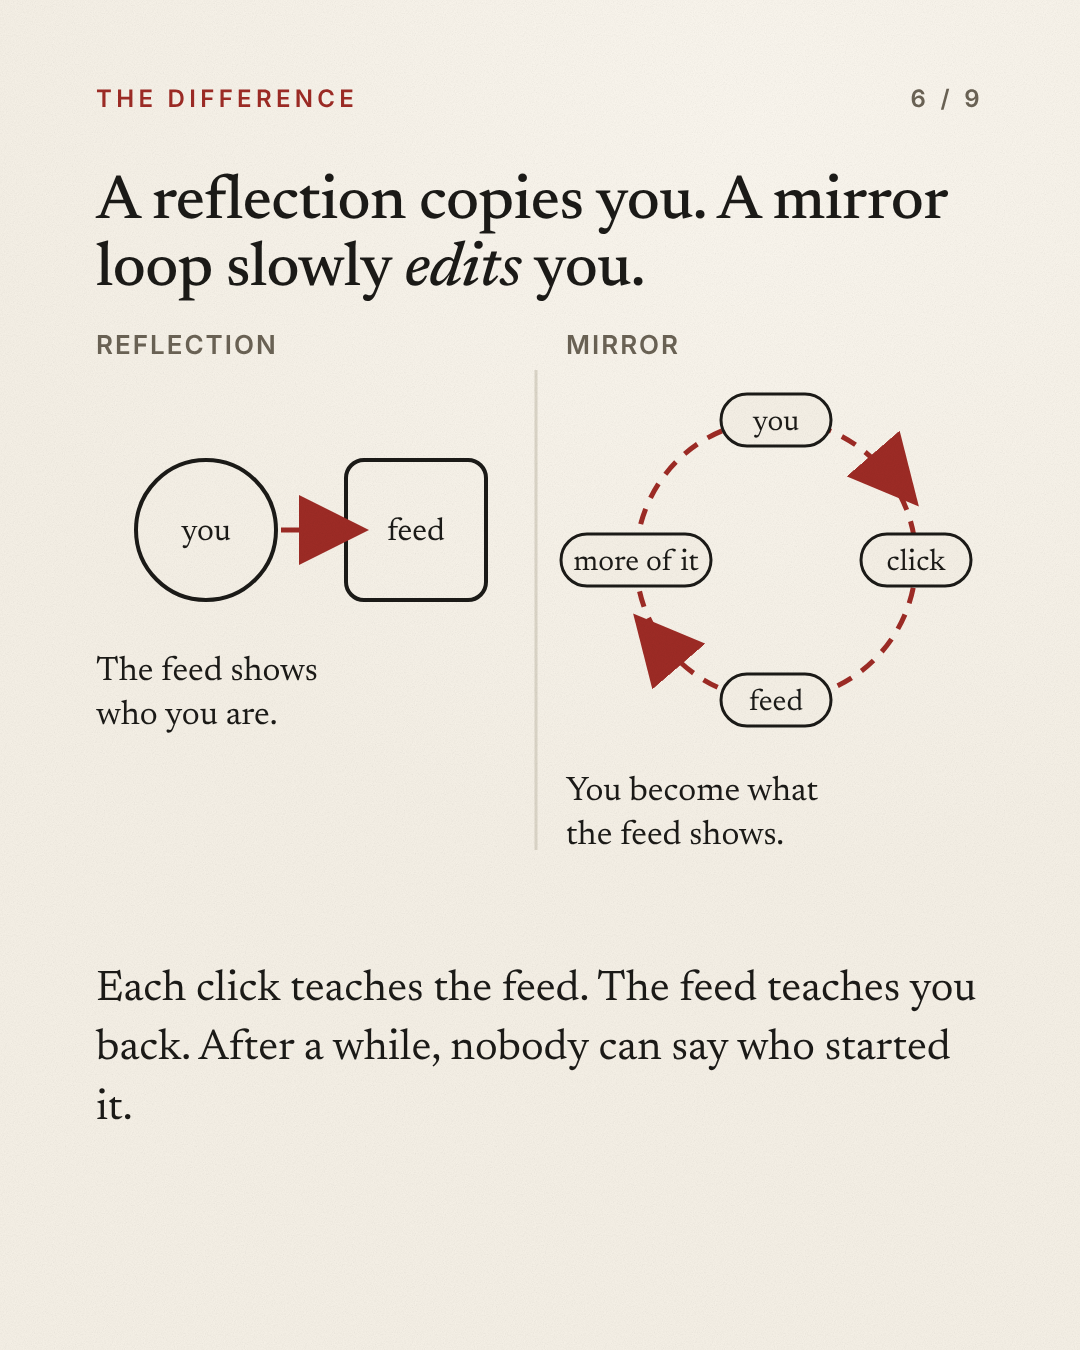 THE DIFFERENCE
6 / 9
A reflection copies you. A mirror
loop slowly edits you.
REFLECTION
you
feed
The feed shows
who you are.
MIRROR
you
click
feed
more of it
You become what
the feed shows.
Each click teaches the feed. The feed teaches you
back. After a while, nobody can say who started
it.